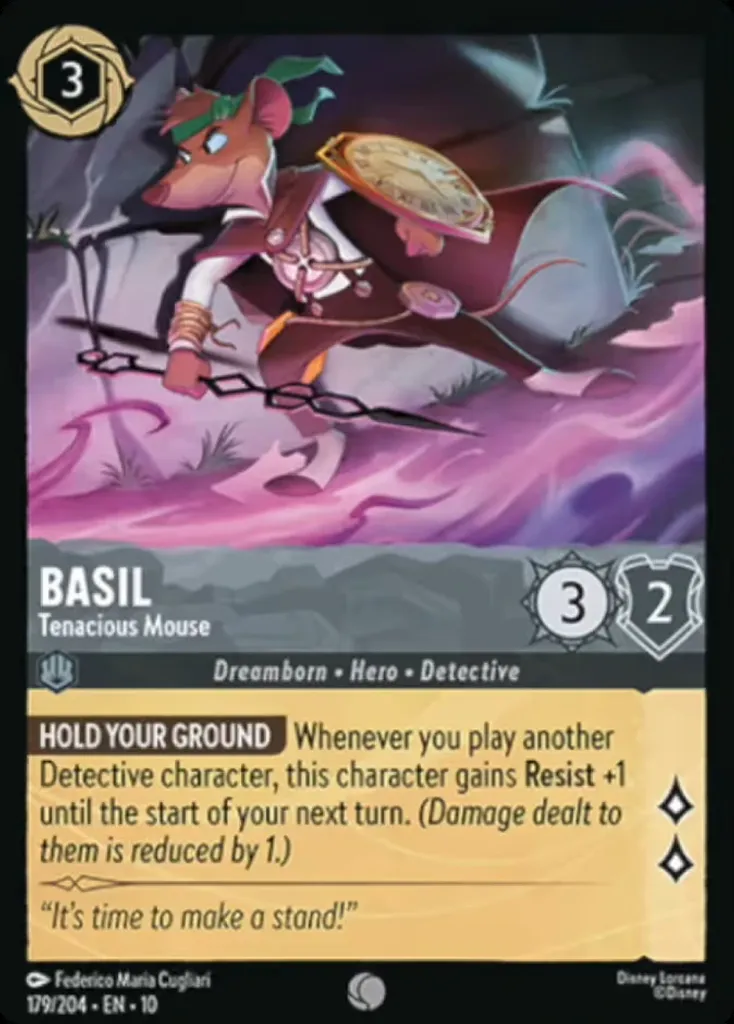 3
BASIL
Tenacious Mouse
3
2
Dreamborn • Hero • Detective
HOLD YOUR GROUND Whenever you play another
Detective character, this character gains Resist +1
until the start of your next turn. (Damage dealt to
them is reduced by 1.)
“It’s time to make a stand!”
Federico Maria Cugliari
Disney Lorcana
179/204 • EN • 10
©Disney